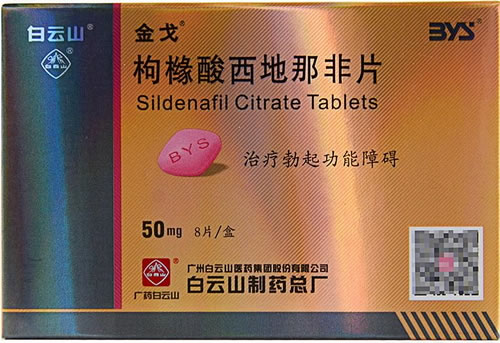 白云山®
白云山
金戈®
BYS®
枸橼酸西地那非片
Sildenafil Citrate Tablets
BYS
治疗勃起功能障碍
50mg 8片/盒
广药白云山
广州白云山医药集团股份有限公司
白云山制药总厂